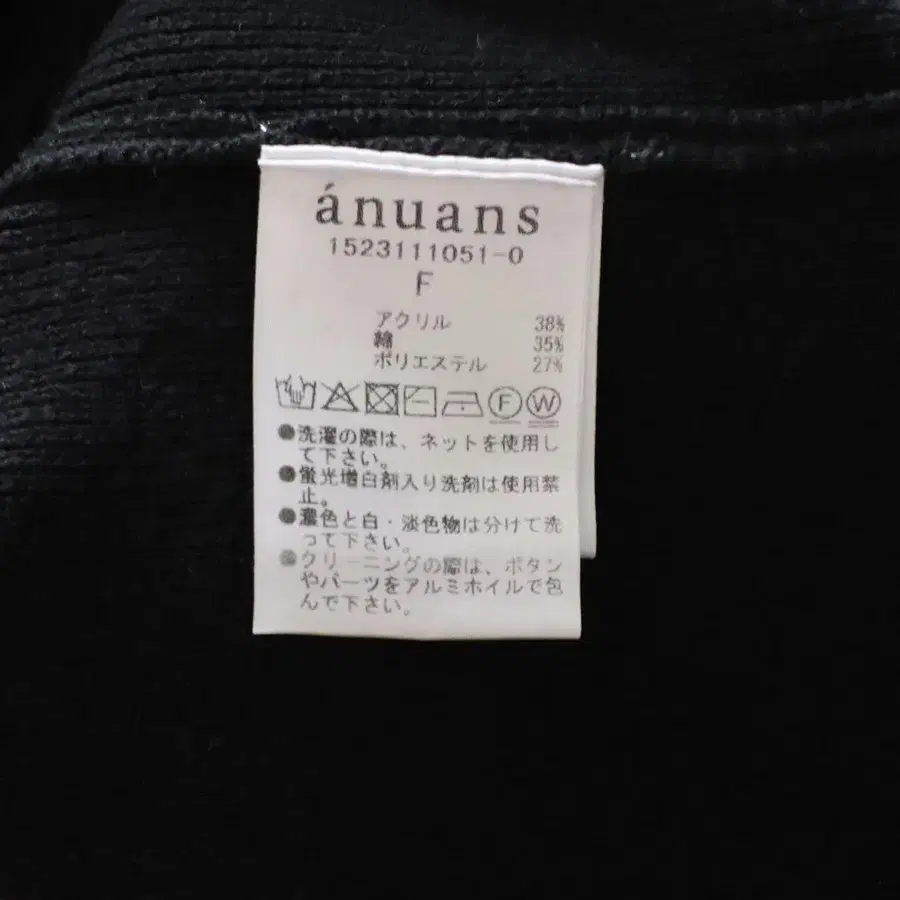 ánuans
1523111051-0
F
アクリル 38%
綿 35%
ポリエステル 27%
F W
●洗濯の際は、ネットを使用し
て下さい。
●蛍光増白剤入り洗剤は使用禁
止。
●濃色と白・淡色物は分けて洗
って下さい。
●クリーニングの際は、ボタン
やパーツをアルミホイルで包
んで下さい。